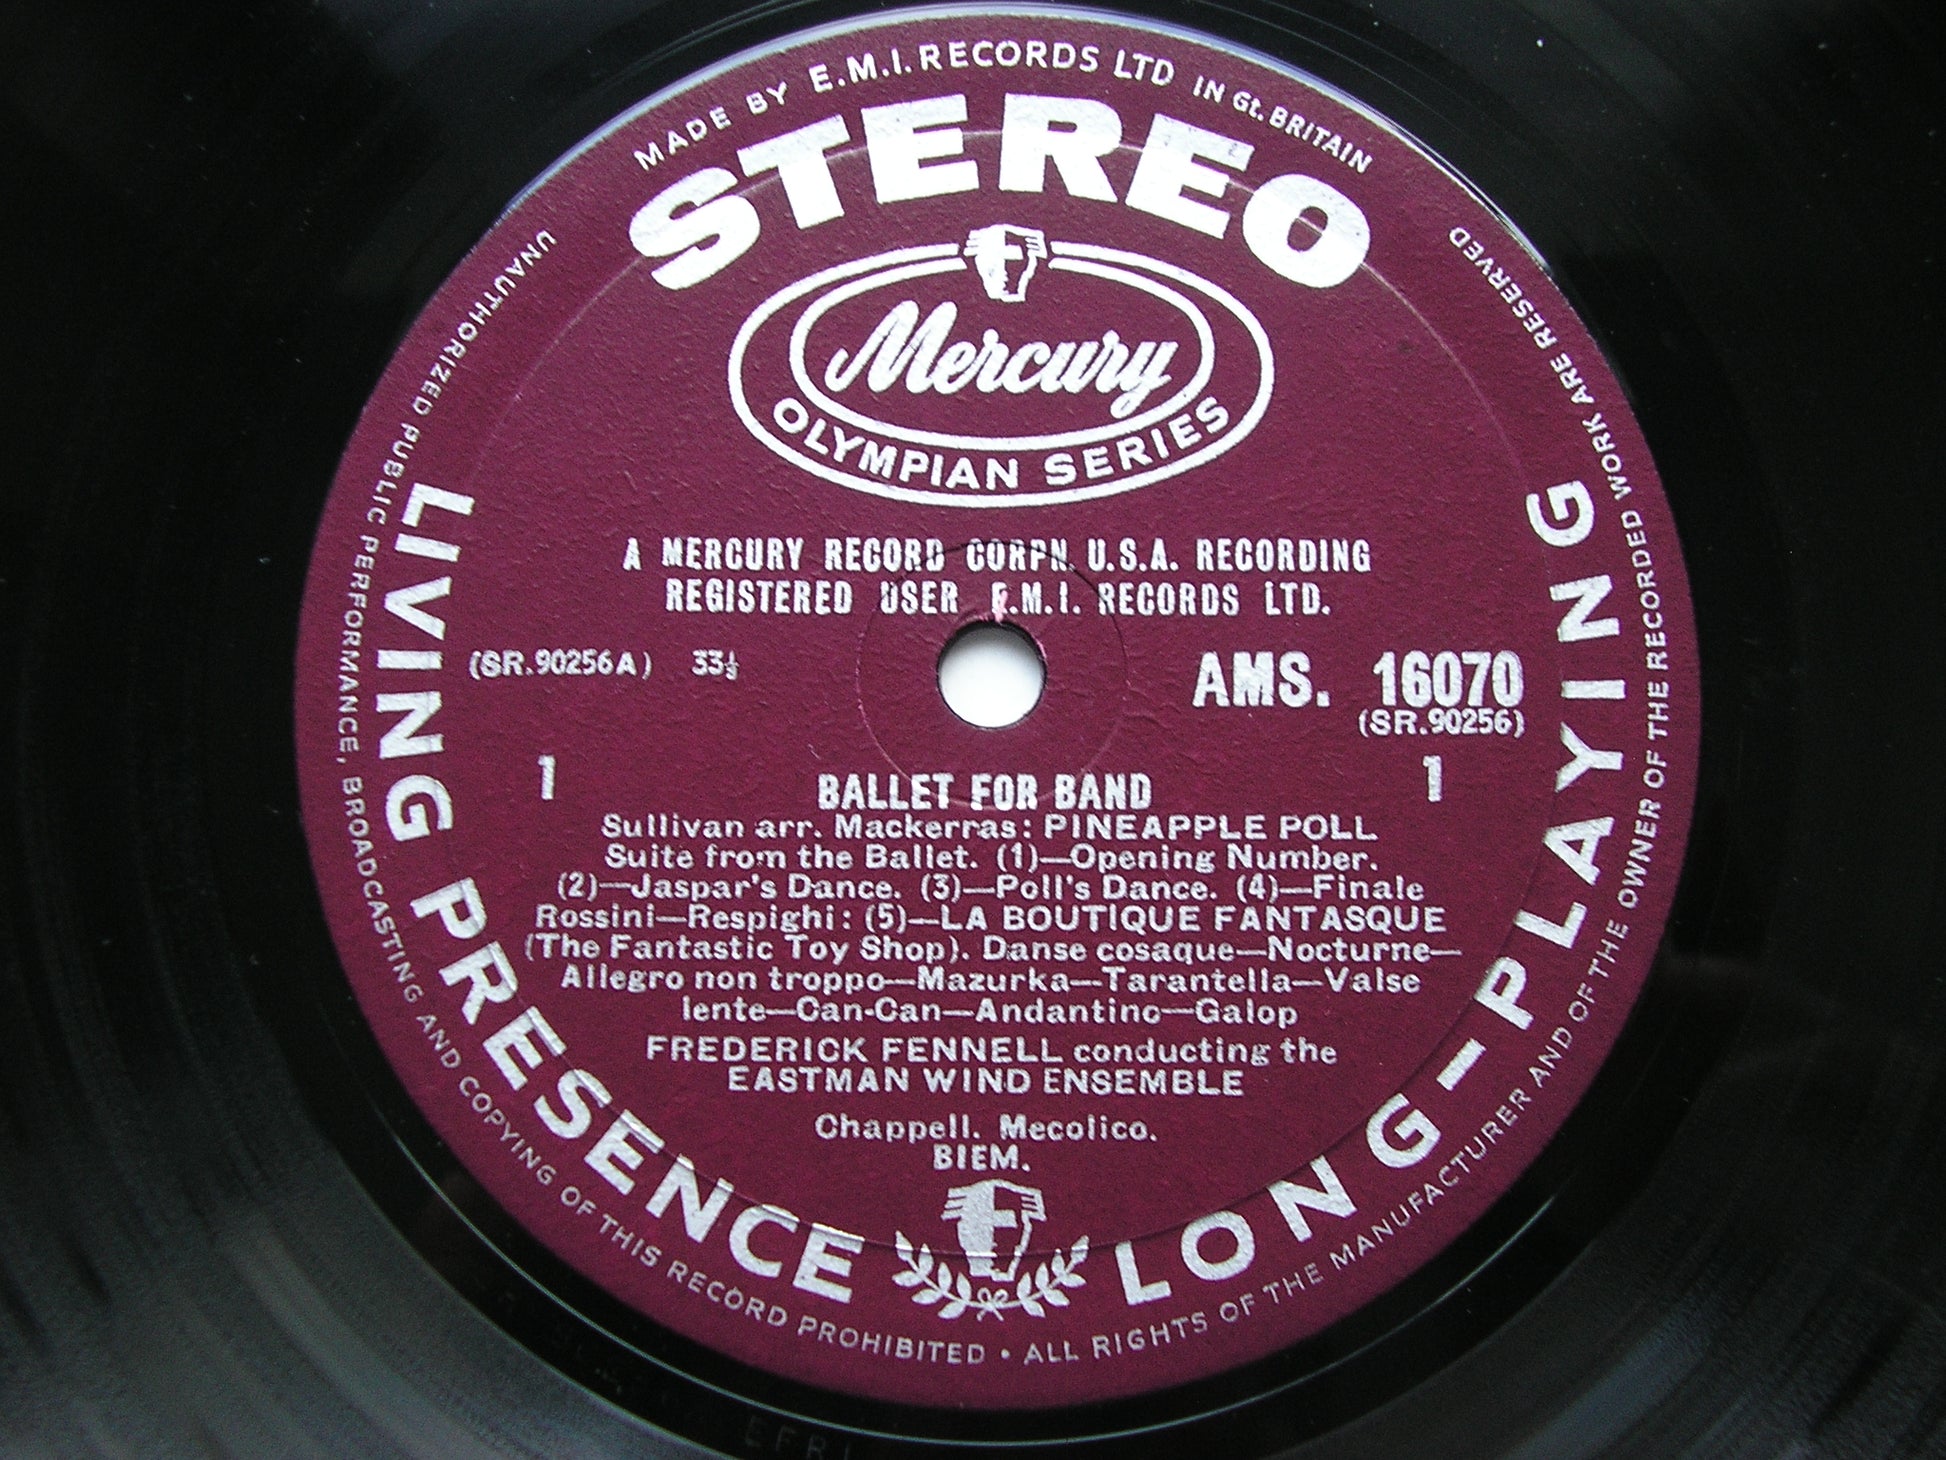 MADE BY E.M.I. RECORDS LTD IN Gt. BRITAIN
STEREO
Mercury
OLYMPIAN SERIES
A MERCURY RECORD CORPN. U.S.A. RECORDING
REGISTERED USER E.M.I. RECORDS LTD.
(SR.90256A) 33⅓
AMS. 16070
(SR.90256)
1 1
BALLET FOR BAND
Sullivan arr. Mackerras: PINEAPPLE POLL
Suite from the Ballet. (1)—Opening Number.
(2)—Jaspar's Dance. (3)—Poll's Dance. (4)—Finale
Rossini—Respighi: (5)—LA BOUTIQUE FANTASQUE
(The Fantastic Toy Shop). Danse cosaque—Nocturne—
Allegro non troppo—Mazurka—Tarantella—Valse
lente—Can-Can—Andantino—Galop
FREDERICK FENNELL conducting the
EASTMAN WIND ENSEMBLE
Chappell. Mecolico.
BIEM.
LIVING PRESENCE LONG-PLAYING
UNAUTHORIZED PUBLIC PERFORMANCE, BROADCASTING AND COPYING OF THIS RECORD PROHIBITED • ALL RIGHTS OF THE MANUFACTURER AND OF THE OWNER OF THE RECORDED WORK ARE RESERVED